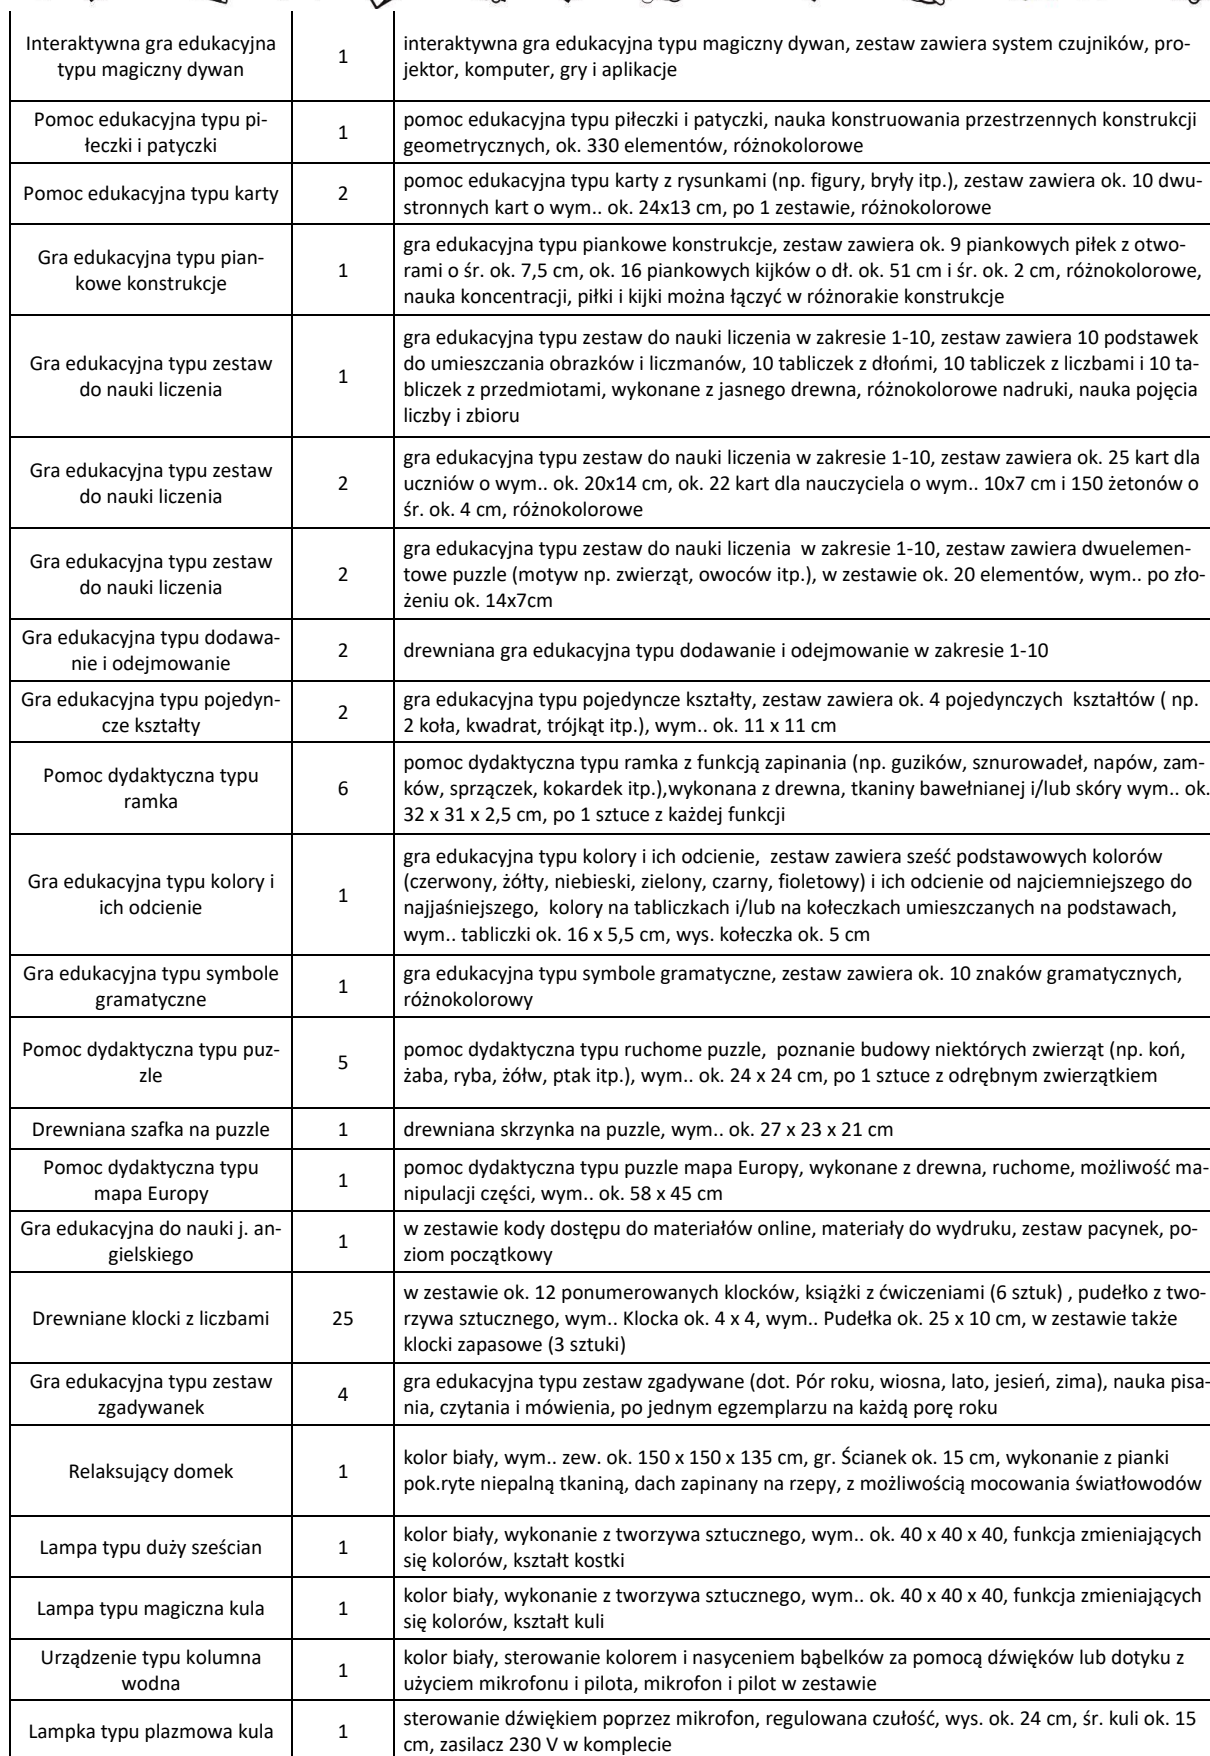 Interaktywna gra edukacyjna
typu magiczny dywan
1
interaktywna gra edukacyjna typu magiczny dywan, zestaw zawiera system czujników, pro-
jektor, komputer, gry i aplikacje
Pomoc edukacyjna typu pi-
łeczki i patyczki
1
pomoc edukacyjna typu piłeczki i patyczki, nauka konstruowania przestrzennych konstrukcji
geometrycznych, ok. 330 elementów, różnokolorowe
Pomoc edukacyjna typu karty
2
pomoc edukacyjna typu karty z rysunkami (np. figury, bryły itp.), zestaw zawiera ok. 10 dwu-
stronnych kart o wym.. ok. 24x13 cm, po 1 zestawie, różnokolorowe
Gra edukacyjna typu pian-
kowe konstrukcje
1
gra edukacyjna typu piankowe konstrukcje, zestaw zawiera ok. 9 piankowych piłek z otwo-
rami o śr. ok. 7,5 cm, ok. 16 piankowych kijków o dł. ok. 51 cm i śr. ok. 2 cm, różnokolorowe,
nauka koncentracji, piłki i kijki można łączyć w różnorakie konstrukcje
Gra edukacyjna typu zestaw
do nauki liczenia
1
gra edukacyjna typu zestaw do nauki liczenia w zakresie 1-10, zestaw zawiera 10 podstawek
do umieszczania obrazków i liczmanów, 10 tabliczek z dłońmi, 10 tabliczek z liczbami i 10 ta-
bliczek z przedmiotami, wykonane z jasnego drewna, różnokolorowe nadruki, nauka pojęcia
liczby i zbioru
Gra edukacyjna typu zestaw
do nauki liczenia
2
gra edukacyjna typu zestaw do nauki liczenia w zakresie 1-10, zestaw zawiera ok. 25 kart dla
uczniów o wym.. ok. 20x14 cm, ok. 22 kart dla nauczyciela o wym.. 10x7 cm i 150 żetonów o
śr. ok. 4 cm, różnokolorowe
Gra edukacyjna typu zestaw
do nauki liczenia
2
gra edukacyjna typu zestaw do nauki liczenia  w zakresie 1-10, zestaw zawiera dwuelemen-
towe puzzle (motyw np. zwierząt, owoców itp.), w zestawie ok. 20 elementów, wym.. po zło-
żeniu ok. 14x7cm
Gra edukacyjna typu dodawa-
nie i odejmowanie
2
drewniana gra edukacyjna typu dodawanie i odejmowanie w zakresie 1-10
Gra edukacyjna typu pojedyn-
cze kształty
2
gra edukacyjna typu pojedyncze kształty, zestaw zawiera ok. 4 pojedynczych  kształtów ( np.
2 koła, kwadrat, trójkąt itp.), wym.. ok. 11 x 11 cm
Pomoc dydaktyczna typu
ramka
6
pomoc dydaktyczna typu ramka z funkcją zapinania (np. guzików, sznurowadeł, napów, zam-
ków, sprzączek, kokardek itp.),wykonana z drewna, tkaniny bawełnianej i/lub skóry wym.. ok.
32 x 31 x 2,5 cm, po 1 sztuce z każdej funkcji
Gra edukacyjna typu kolory i
ich odcienie
1
gra edukacyjna typu kolory i ich odcienie,  zestaw zawiera sześć podstawowych kolorów
(czerwony, żółty, niebieski, zielony, czarny, fioletowy) i ich odcienie od najciemniejszego do
najjaśniejszego,  kolory na tabliczkach i/lub na kołeczkach umieszczanych na podstawach,
wym.. tabliczki ok. 16 x 5,5 cm, wys. kołeczka ok. 5 cm
Gra edukacyjna typu symbole
gramatyczne
1
gra edukacyjna typu symbole gramatyczne, zestaw zawiera ok. 10 znaków gramatycznych,
różnokolorowy
Pomoc dydaktyczna typu puz-
zle
5
pomoc dydaktyczna typu ruchome puzzle,  poznanie budowy niektórych zwierząt (np. koń,
żaba, ryba, żółw, ptak itp.), wym.. ok. 24 x 24 cm, po 1 sztuce z odrębnym zwierzątkiem
Drewniana szafka na puzzle
1
drewniana skrzynka na puzzle, wym.. ok. 27 x 23 x 21 cm
Pomoc dydaktyczna typu
mapa Europy
1
pomoc dydaktyczna typu puzzle mapa Europy, wykonane z drewna, ruchome, możliwość ma-
nipulacji części, wym.. ok. 58 x 45 cm
Gra edukacyjna do nauki j. an-
gielskiego
1
w zestawie kody dostępu do materiałów online, materiały do wydruku, zestaw pacynek, po-
ziom początkowy
Drewniane klocki z liczbami
25
w zestawie ok. 12 ponumerowanych klocków, książki z ćwiczeniami (6 sztuk) , pudełko z two-
rzywa sztucznego, wym.. Klocka ok. 4 x 4, wym.. Pudełka ok. 25 x 10 cm, w zestawie także
klocki zapasowe (3 sztuki)
Gra edukacyjna typu zestaw
zgadywanek
4
gra edukacyjna typu zestaw zgadywane (dot. Pór roku, wiosna, lato, jesień, zima), nauka pisa-
nia, czytania i mówienia, po jednym egzemplarzu na każdą porę roku
Relaksujący domek
1
kolor biały, wym.. zew. ok. 150 x 150 x 135 cm, gr. Ścianek ok. 15 cm, wykonanie z pianki
pok.ryte niepalną tkaniną, dach zapinany na rzepy, z możliwością mocowania światłowodów
Lampa typu duży sześcian
1
kolor biały, wykonanie z tworzywa sztucznego, wym.. ok. 40 x 40 x 40, funkcja zmieniających
się kolorów, kształt kostki
Lampa typu magiczna kula
1
kolor biały, wykonanie z tworzywa sztucznego, wym.. ok. 40 x 40 x 40, funkcja zmieniających
się kolorów, kształt kuli
Urządzenie typu kolumna
wodna
1
kolor biały, sterowanie kolorem i nasyceniem bąbelków za pomocą dźwięków lub dotyku z
użyciem mikrofonu i pilota, mikrofon i pilot w zestawie
Lampka typu plazmowa kula
1
sterowanie dźwiękiem poprzez mikrofon, regulowana czułość, wys. ok. 24 cm, śr. kuli ok. 15
cm, zasilacz 230 V w komplecie